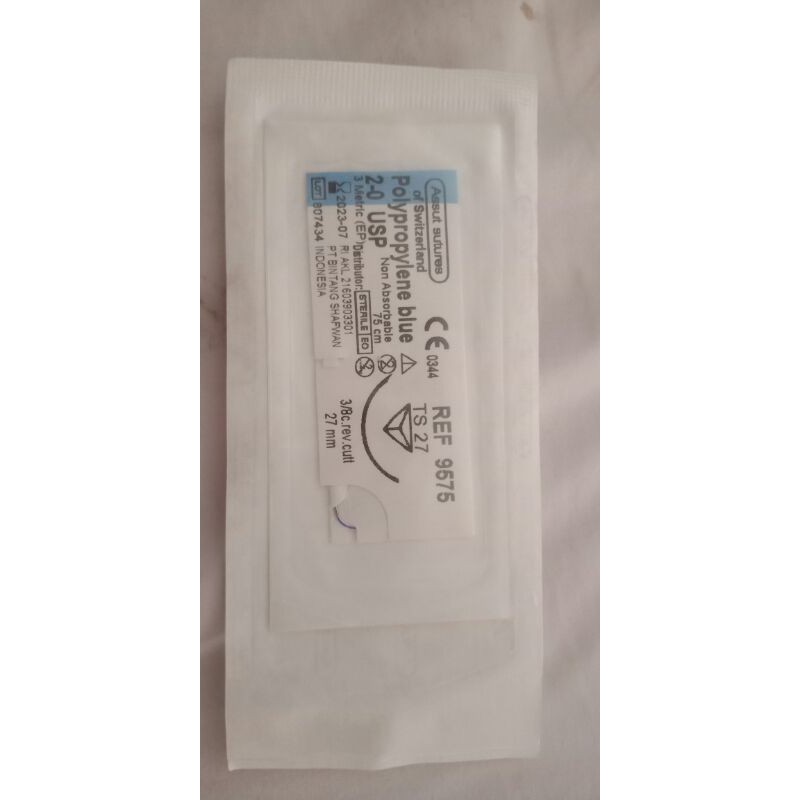 Assut sutures
of Switzerland
CE 0344
REF 9575
Polypropylene blue
TS 27
2-0 USP
Non Absorbable
75 cm
3 Metric (EP)
STERILE EO
2023-07
LOT 807434
Distributor:
RI AKL 21603903301
PT BINTANG SHAFWAN
INDONESIA
3/8c.rev.cutt
27 mm